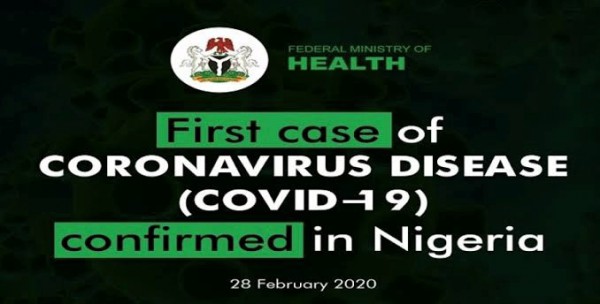 FEDERAL MINISTRY OF
HEALTH
First case of
CORONAVIRUS DISEASE
(COVID-19)
confirmed in Nigeria
28 February 2020